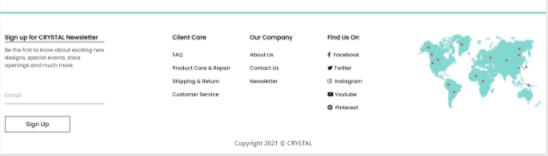 Sign up for CRYSTAL Newsletter
Be the first to know about exciting new
designs, special events, store
openings and much more.
Email
Sign Up
Client Care
FAQ
Product Care & Repair
Shipping & Return
Customer Service
Our Company
About Us
Contact Us
Newsletter
Find Us On
Facebook
Twitter
Instagram
Youtube
Pinterest
Copyright 2021 © CRYSTAL